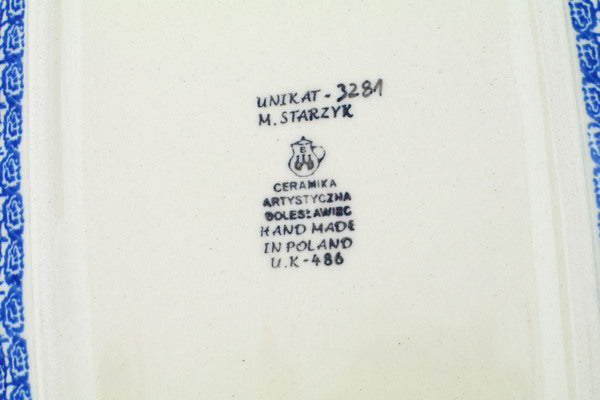 UNIKAT - 3281
M. STARZYK
B
CERAMIKA
ARTYSTYCZNA
BOLESŁAWIEC
HAND MADE
IN POLAND
U.K-486